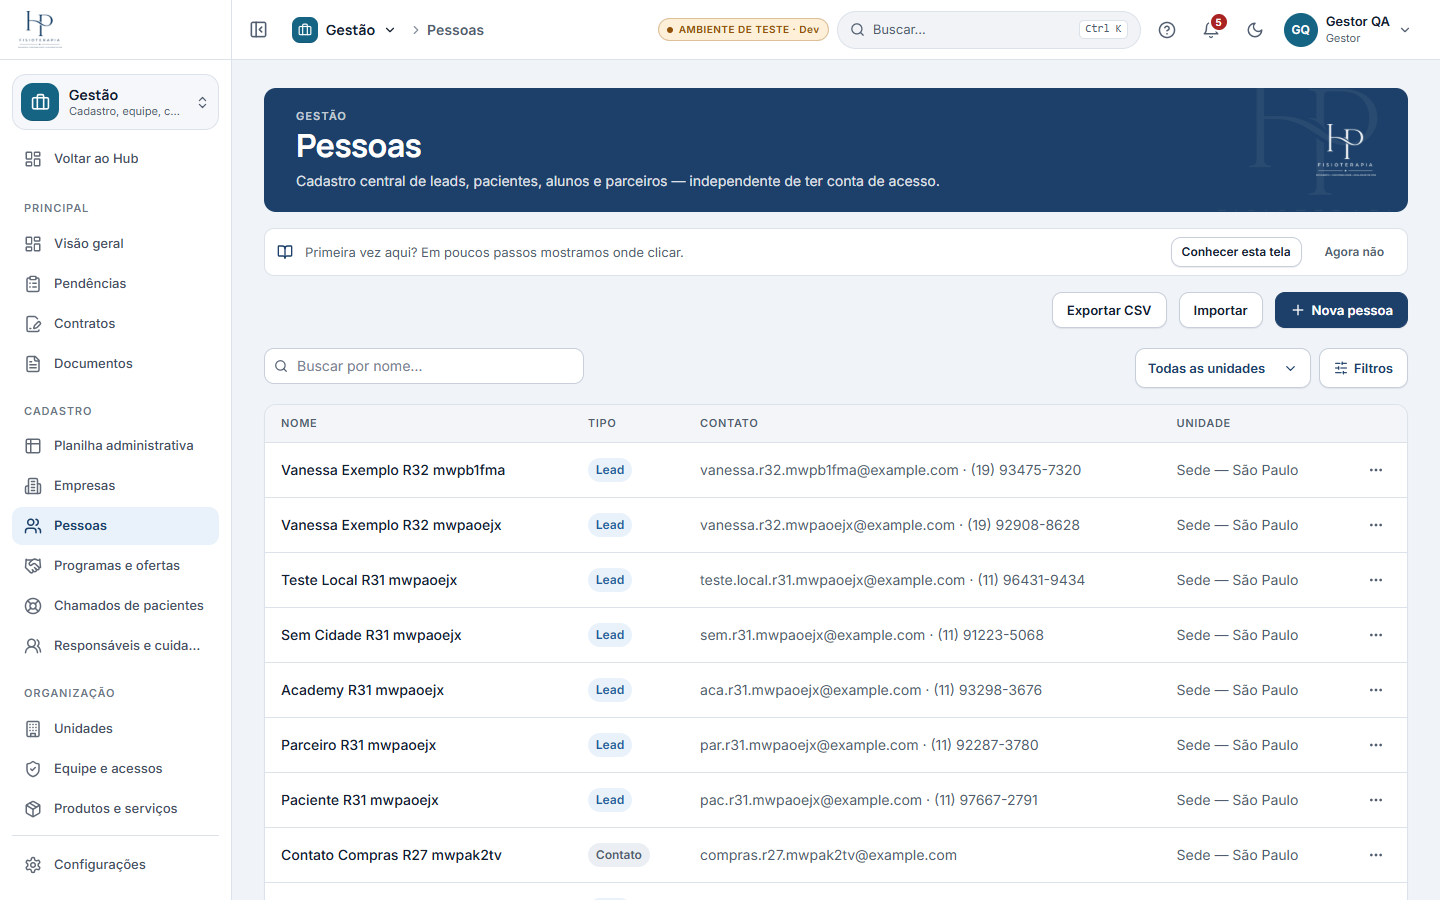 HP
FISIOTERAPIA
Gestão
Pessoas
AMBIENTE DE TESTE · Dev
Buscar...
Ctrl K
5
GQ
Gestor QA
Gestor
Gestão
Cadastro, equipe, c...
Voltar ao Hub
PRINCIPAL
Visão geral
Pendências
Contratos
Documentos
CADASTRO
Planilha administrativa
Empresas
Pessoas
Programas e ofertas
Chamados de pacientes
Responsáveis e cuida...
ORGANIZAÇÃO
Unidades
Equipe e acessos
Produtos e serviços
Configurações
GESTÃO
Pessoas
Cadastro central de leads, pacientes, alunos e parceiros — independente de ter conta de acesso.
HP
FISIOTERAPIA
Primeira vez aqui? Em poucos passos mostramos onde clicar.
Conhecer esta tela
Agora não
Exportar CSV
Importar
Nova pessoa
Buscar por nome...
Todas as unidades
Filtros
NOME TIPO CONTATO UNIDADE
Vanessa Exemplo R32 mwpb1fma Lead vanessa.r32.mwpb1fma@example.com · (19) 93475-7320 Sede — São Paulo
Vanessa Exemplo R32 mwpaoejx Lead vanessa.r32.mwpaoejx@example.com · (19) 92908-8628 Sede — São Paulo
Teste Local R31 mwpaoejx Lead teste.local.r31.mwpaoejx@example.com · (11) 96431-9434 Sede — São Paulo
Sem Cidade R31 mwpaoejx Lead sem.r31.mwpaoejx@example.com · (11) 91223-5068 Sede — São Paulo
Academy R31 mwpaoejx Lead aca.r31.mwpaoejx@example.com · (11) 93298-3676 Sede — São Paulo
Parceiro R31 mwpaoejx Lead par.r31.mwpaoejx@example.com · (11) 92287-3780 Sede — São Paulo
Paciente R31 mwpaoejx Lead pac.r31.mwpaoejx@example.com · (11) 97667-2791 Sede — São Paulo
Contato Compras R27 mwpak2tv Contato compras.r27.mwpak2tv@example.com Sede — São Paulo